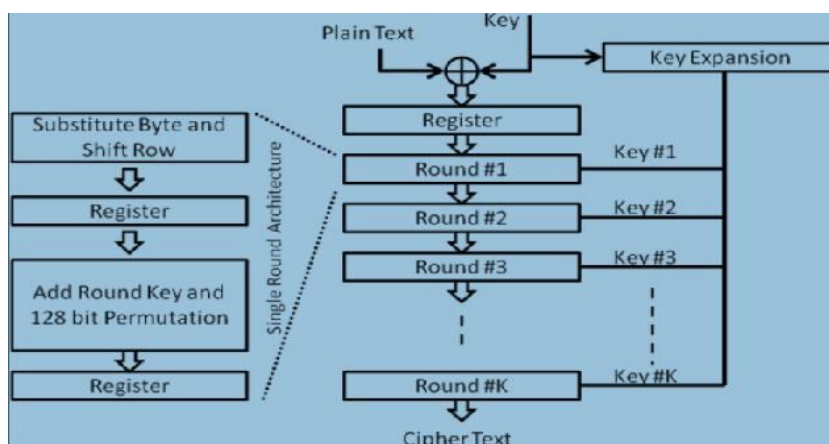 Plain Text
Key
Key Expansion
Substitute Byte and
Shift Row
Register
Add Round Key and
128 bit Permutation
Register
Single Round Architecture
Register
Round #1
Key #1
Round #2
Key #2
Round #3
Key #3
Round #K
Key #K
Cipher Text